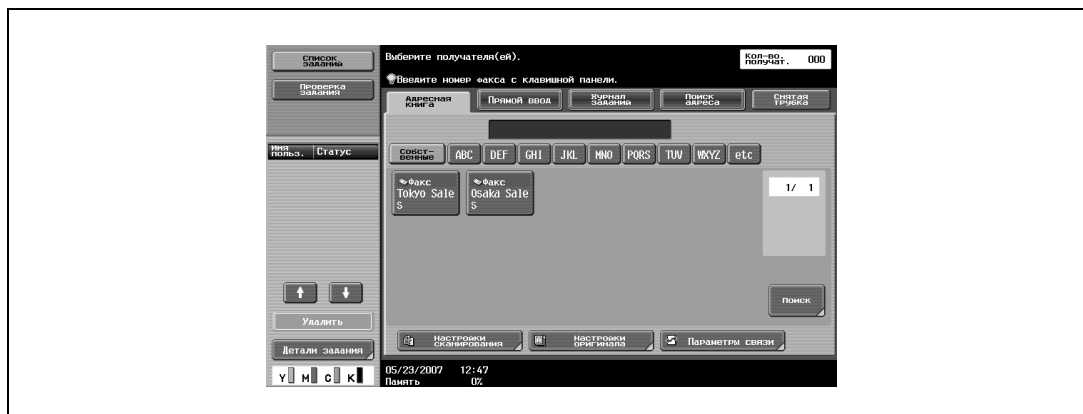 Список
заданий
Проверка
задания
Имя
польз.
Статус
Удалить
Детали задания
Y M C K
Выберите получателя(ей).
Кол-во.
получат.
000
Введите номер факса с клавишной панели.
Адресная
книга
Прямой ввод
Журнал
заданий
Поиск
адреса
Снятая
трубка
Собст-
венные
ABC DEF GHI JKL MNO PQRS TUV WXYZ etc
Факс
Tokyo Sale
s
Факс
Osaka Sale
s
1/ 1
Поиск
Настройки
сканирования
Настройки
оригинала
Параметры связи
05/23/2007 12:47
Память 0%